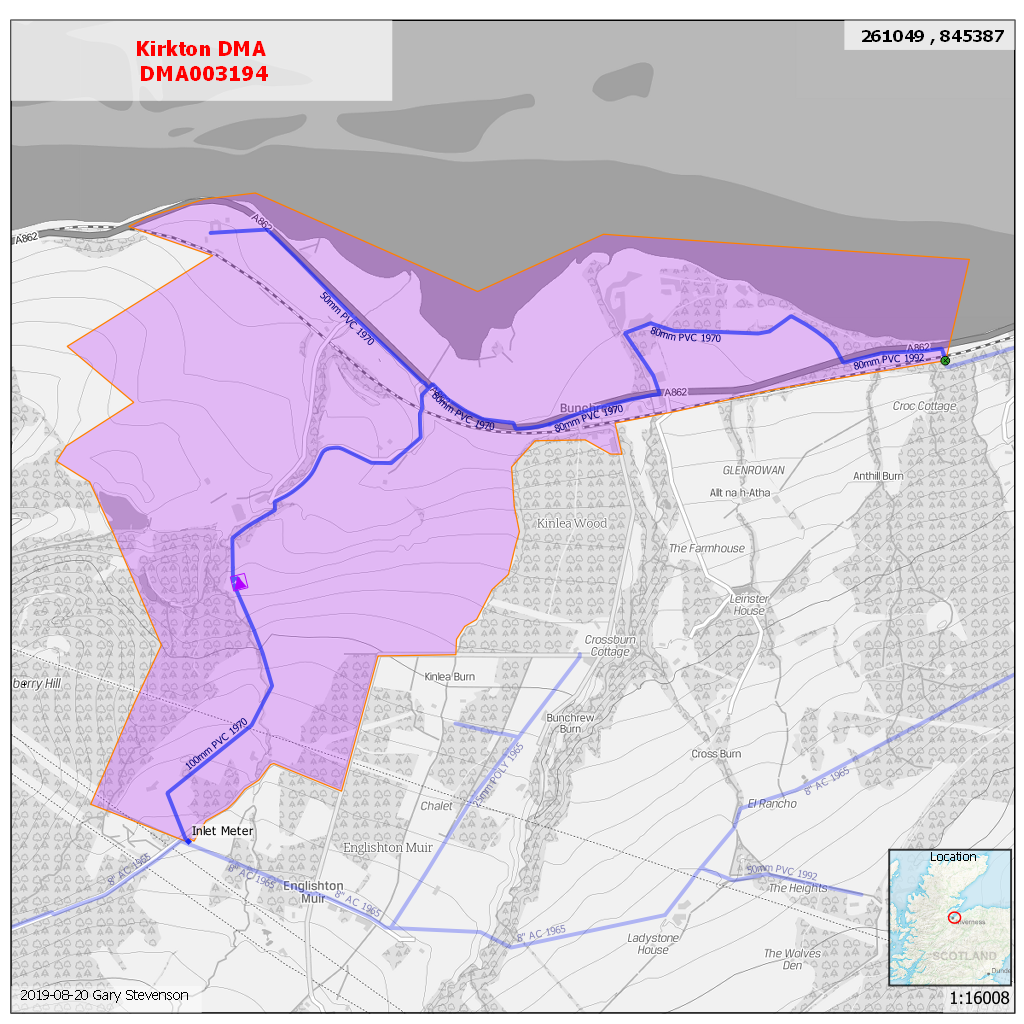 Kirkton DMA
DMA003194
261049 , 845387
A862
A862
50mm PVC 1970
80mm PVC 1970
A862
80mm PVC 1992
80mm PVC 1970
80mm PVC 1970
A862
Croc Cottage
GLENROWAN
Allt na h-Atha
Anthill Burn
Kinlea Wood
The Farmhouse
Leinster
House
Crossburn
Cottage
berry Hill
Kinlea Burn
Bunchrew
Burn
100mm PVC 1970
25mm POLY 1965
Cross Burn
8" AC 1965
Chalet
El Rancho
Inlet Meter
Englishton Muir
8" AC 1965
8" AC 1965
Englishton
Muir
8" AC 1965
50mm PVC 1992
The Heights
8" AC 1965
Ladystone
House
The Wolves
Den
Location
SCOTLAND
2019-08-20 Gary Stevenson
1:16008